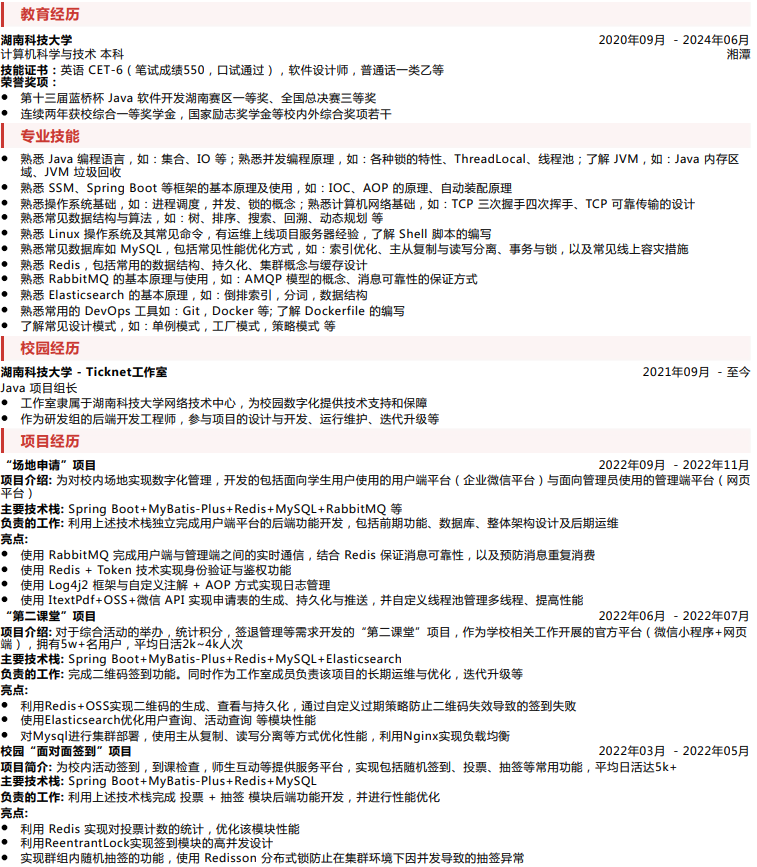 教育经历
湖南科技大学 2020年09月 - 2024年06月
计算机科学与技术 本科 湘潭
技能证书：英语 CET-6（笔试成绩550，口试通过），软件设计师，普通话一类乙等
荣誉奖项：
● 第十三届蓝桥杯 Java 软件开发湖南赛区一等奖、全国总决赛三等奖
● 连续两年获校综合一等奖学金，国家励志奖学金等校内外综合奖项若干
专业技能
● 熟悉 Java 编程语言，如：集合、IO 等；熟悉并发编程原理，如：各种锁的特性、ThreadLocal、线程池；了解 JVM，如：Java 内存区
域、JVM 垃圾回收
● 熟悉 SSM、Spring Boot 等框架的基本原理及使用，如：IOC、AOP 的原理、自动装配原理
● 熟悉操作系统基础，如：进程调度，并发、锁的概念；熟悉计算机网络基础，如：TCP 三次握手四次挥手、TCP 可靠传输的设计
● 熟悉常见数据结构与算法，如：树、排序、搜索、回溯、动态规划 等
● 熟悉 Linux 操作系统及其常见命令，有运维上线项目服务器经验，了解 Shell 脚本的编写
● 熟悉常见数据库如 MySQL，包括常见性能优化方式，如：索引优化、主从复制与读写分离、事务与锁，以及常见线上容灾措施
● 熟悉 Redis，包括常用的数据结构、持久化、集群概念与缓存设计
● 熟悉 RabbitMQ 的基本原理与使用，如：AMQP 模型的概念、消息可靠性的保证方式
● 熟悉 Elasticsearch 的基本原理，如：倒排索引，分词，数据结构
● 熟悉常用的 DevOps 工具如：Git，Docker 等; 了解 Dockerfile 的编写
● 了解常见设计模式，如：单例模式，工厂模式，策略模式 等
校园经历
湖南科技大学 - Ticknet工作室 2021年09月 - 至今
Java 项目组长
● 工作室隶属于湖南科技大学网络技术中心，为校园数字化提供技术支持和保障
● 作为研发组的后端开发工程师，参与项目的设计与开发、运行维护、迭代升级等
项目经历
“场地申请”项目 2022年09月 - 2022年11月
项目介绍: 为对校内场地实现数字化管理，开发的包括面向学生用户使用的用户端平台（企业微信平台）与面向管理员使用的管理端平台（网页
平台）
主要技术栈: Spring Boot+MyBatis-Plus+Redis+MySQL+RabbitMQ 等
负责的工作: 利用上述技术栈独立完成用户端平台的后端功能开发，包括前期功能、数据库、整体架构设计及后期运维
亮点:
● 使用 RabbitMQ 完成用户端与管理端之间的实时通信，结合 Redis 保证消息可靠性，以及预防消息重复消费
● 使用 Redis + Token 技术实现身份验证与鉴权功能
● 使用 Log4j2 框架与自定义注解 + AOP 方式实现日志管理
● 使用 ItextPdf+OSS+微信 API 实现申请表的生成、持久化与推送，并自定义线程池管理多线程、提高性能
“第二课堂”项目 2022年06月 - 2022年07月
项目介绍: 对于综合活动的举办，统计积分，签退管理等需求开发的“第二课堂”项目，作为学校相关工作开展的官方平台（微信小程序+网页
端），拥有5w+名用户，平均日活2k~4k人次
主要技术栈: Spring Boot+MyBatis-Plus+Redis+MySQL+Elasticsearch
负责的工作: 完成二维码签到功能。同时作为工作室成员负责该项目的长期运维与优化，迭代升级等
亮点:
● 利用Redis+OSS实现二维码的生成、查看与持久化，通过自定义过期策略防止二维码失效导致的签到失败
● 使用Elasticsearch优化用户查询、活动查询 等模块性能
● 对Mysql进行集群部署，使用主从复制、读写分离等方式优化性能，利用Nginx实现负载均衡
校园“面对面签到”项目 2022年03月 - 2022年05月
项目简介: 为校内活动签到，到课检查，师生互动等提供服务平台，实现包括随机签到、投票、抽签等常用功能，平均日活达5k+
主要技术栈: Spring Boot+MyBatis-Plus+Redis+MySQL
负责的工作: 利用上述技术栈完成 投票 + 抽签 模块后端功能开发，并进行性能优化
亮点:
● 利用 Redis 实现对投票计数的统计，优化该模块性能
● 利用ReentrantLock实现签到模块的高并发设计
● 实现群组内随机抽签的功能，使用 Redisson 分布式锁防止在集群环境下因并发导致的抽签异常